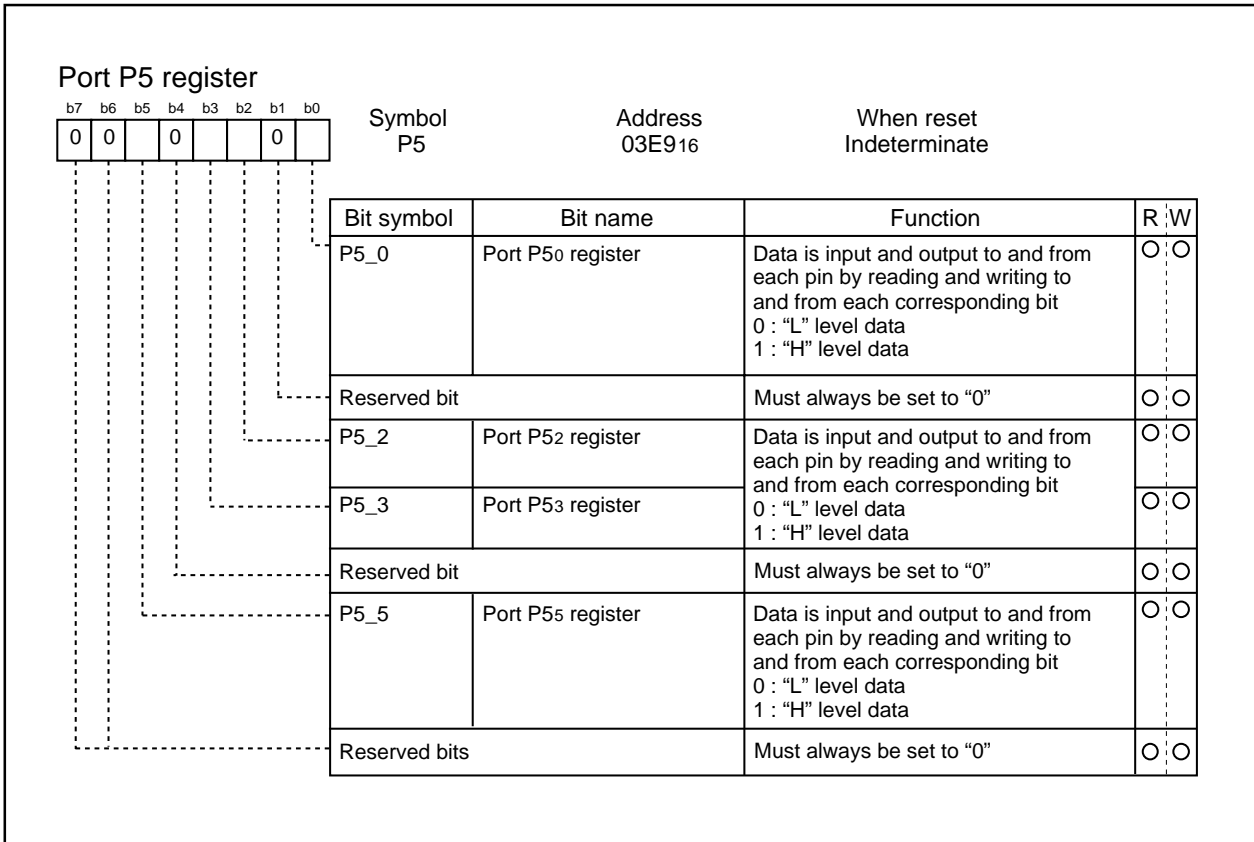 Port P5 register
b7 b6 b5 b4 b3 b2 b1 b0
0 0 0 0
Symbol Address When reset
P5 03E916 Indeterminate
Bit symbol Bit name Function R W
P5_0 Port P50 register Data is input and output to and from
each pin by reading and writing to
and from each corresponding bit
0 : “L” level data
1 : “H” level data
Reserved bit Must always be set to “0”
P5_2 Port P52 register Data is input and output to and from
each pin by reading and writing to
and from each corresponding bit
P5_3 Port P53 register 0 : “L” level data
1 : “H” level data
Reserved bit Must always be set to “0”
P5_5 Port P55 register Data is input and output to and from
each pin by reading and writing to
and from each corresponding bit
0 : “L” level data
1 : “H” level data
Reserved bits Must always be set to “0”